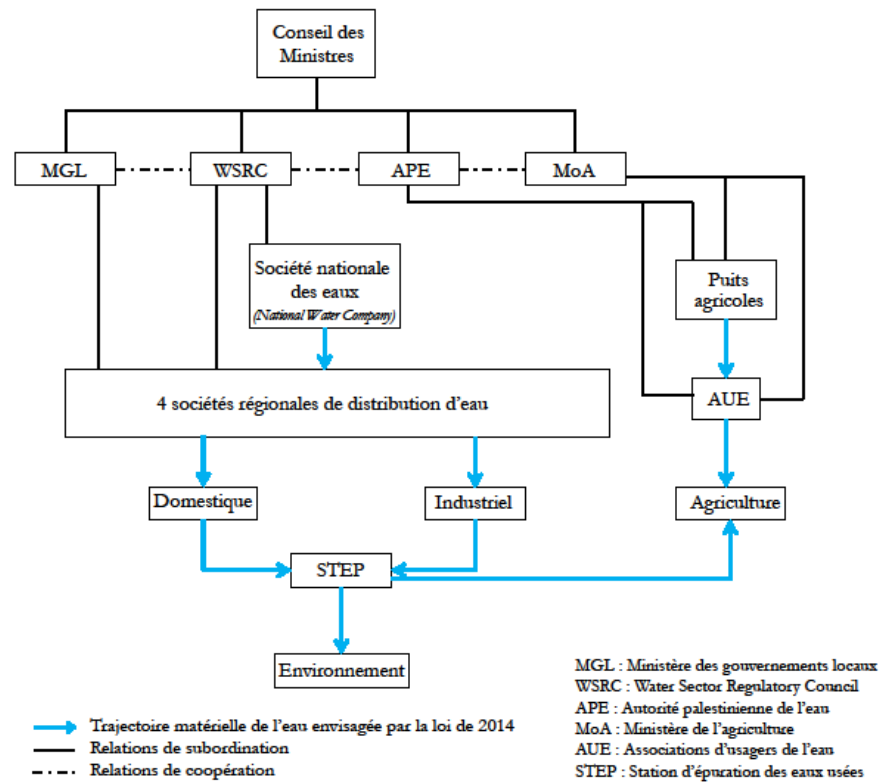 Conseil des
Ministres
MGL
WSRC
APE
MoA
Société nationale
des eaux
(National Water Company)
Puits
agricoles
4 sociétés régionales de distribution d'eau
AUE
Domestique
Industriel
Agriculture
STEP
Environnement
Trajectoire matérielle de l'eau envisagée par la loi de 2014
Relations de subordination
Relations de coopération
MGL : Ministère des gouvernements locaux
WSRC : Water Sector Regulatory Council
APE : Autorité palestinienne de l'eau
MoA : Ministère de l'agriculture
AUE : Associations d'usagers de l'eau
STEP : Station d'épuration des eaux usées